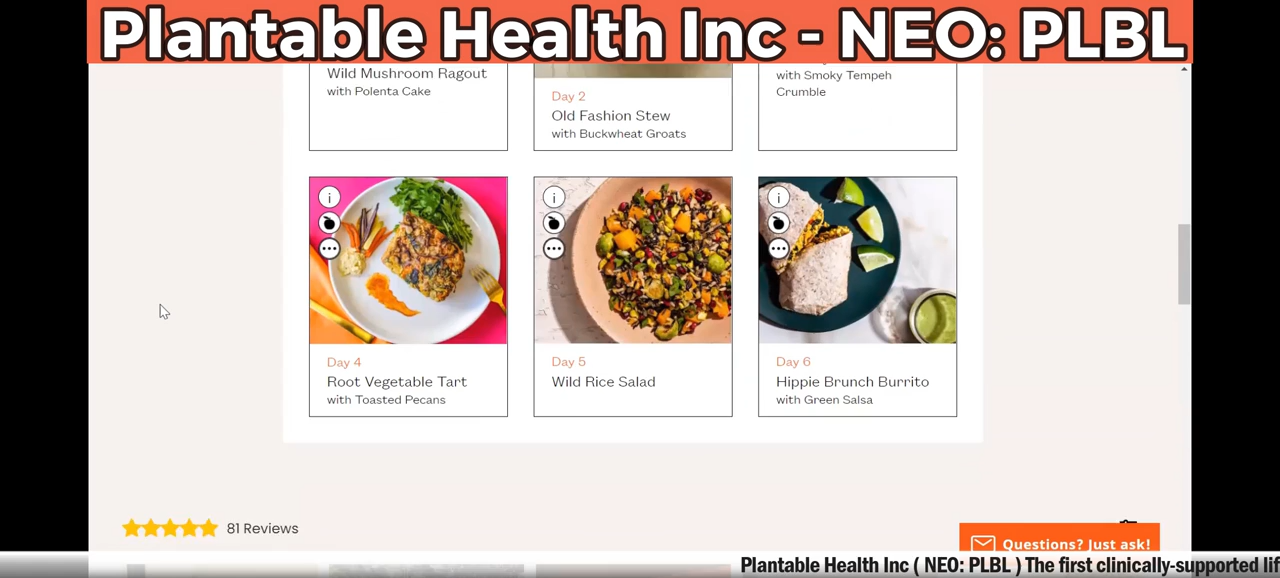 Plantable Health Inc - NEO: PLBL
Wild Mushroom Ragout
with Polenta Cake
Day 2
Old Fashion Stew
with Buckwheat Groats
with Smoky Tempeh
Crumble
Day 4
Root Vegetable Tart
with Toasted Pecans
Day 5
Wild Rice Salad
Day 6
Hippie Brunch Burrito
with Green Salsa
81 Reviews
Questions? Just ask!
Plantable Health Inc ( NEO: PLBL ) The first clinically-supported lif